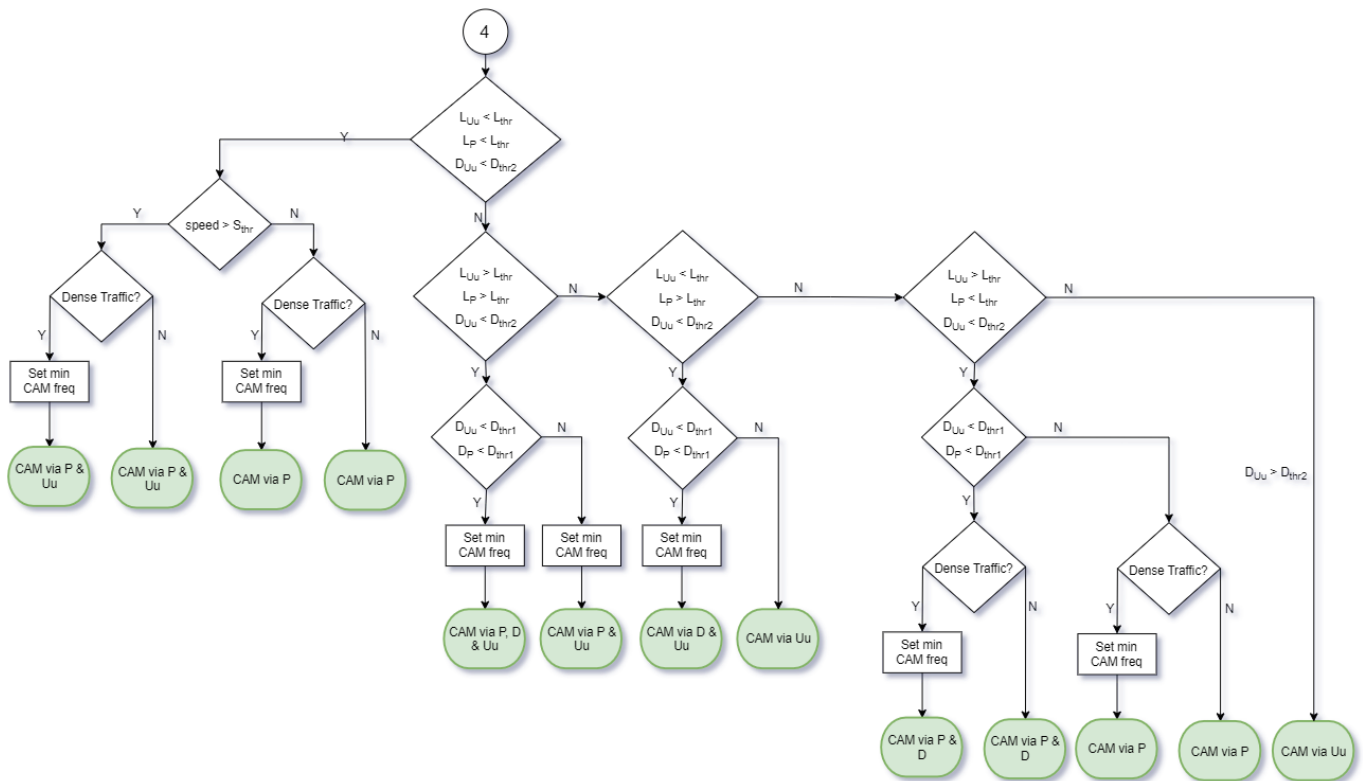 4
L_Uu < L_thr
L_P < L_thr
D_Uu < D_thr2
Y
N
speed > S_thr
Y
N
Dense Traffic?
Y
N
Set min
CAM freq
CAM via P &
Uu
CAM via P &
Uu
Dense Traffic?
Y
N
Set min
CAM freq
CAM via P
CAM via P
L_Uu > L_thr
L_P > L_thr
D_Uu < D_thr2
N
Y
D_Uu < D_thr1
D_P < D_thr1
Y
N
Set min
CAM freq
Set min
CAM freq
CAM via P, D
& Uu
CAM via P &
Uu
L_Uu < L_thr
L_P > L_thr
D_Uu < D_thr2
N
Y
D_Uu < D_thr1
D_P < D_thr1
Y
N
Set min
CAM freq
CAM via D &
Uu
CAM via Uu
L_Uu > L_thr
L_P < L_thr
D_Uu < D_thr2
N
Y
D_Uu < D_thr1
D_P < D_thr1
Y
N
Dense Traffic?
Y
N
Set min
CAM freq
CAM via P &
D
CAM via P &
D
Dense Traffic?
Y
N
Set min
CAM freq
CAM via P
CAM via P
D_Uu > D_thr2
CAM via Uu